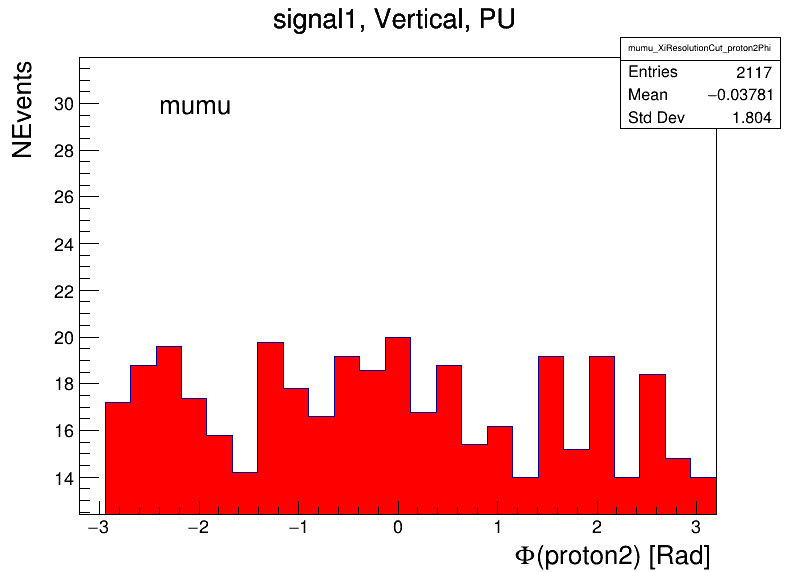 signal1, Vertical, PU
mumu_XiResolutionCut_proton2Phi
Entries 2117
Mean −0.03781
Std Dev 1.804
NEvents
mumu
30
28
26
24
22
20
18
16
14
−3 −2 −1 0 1 2 3
Φ(proton2) [Rad]